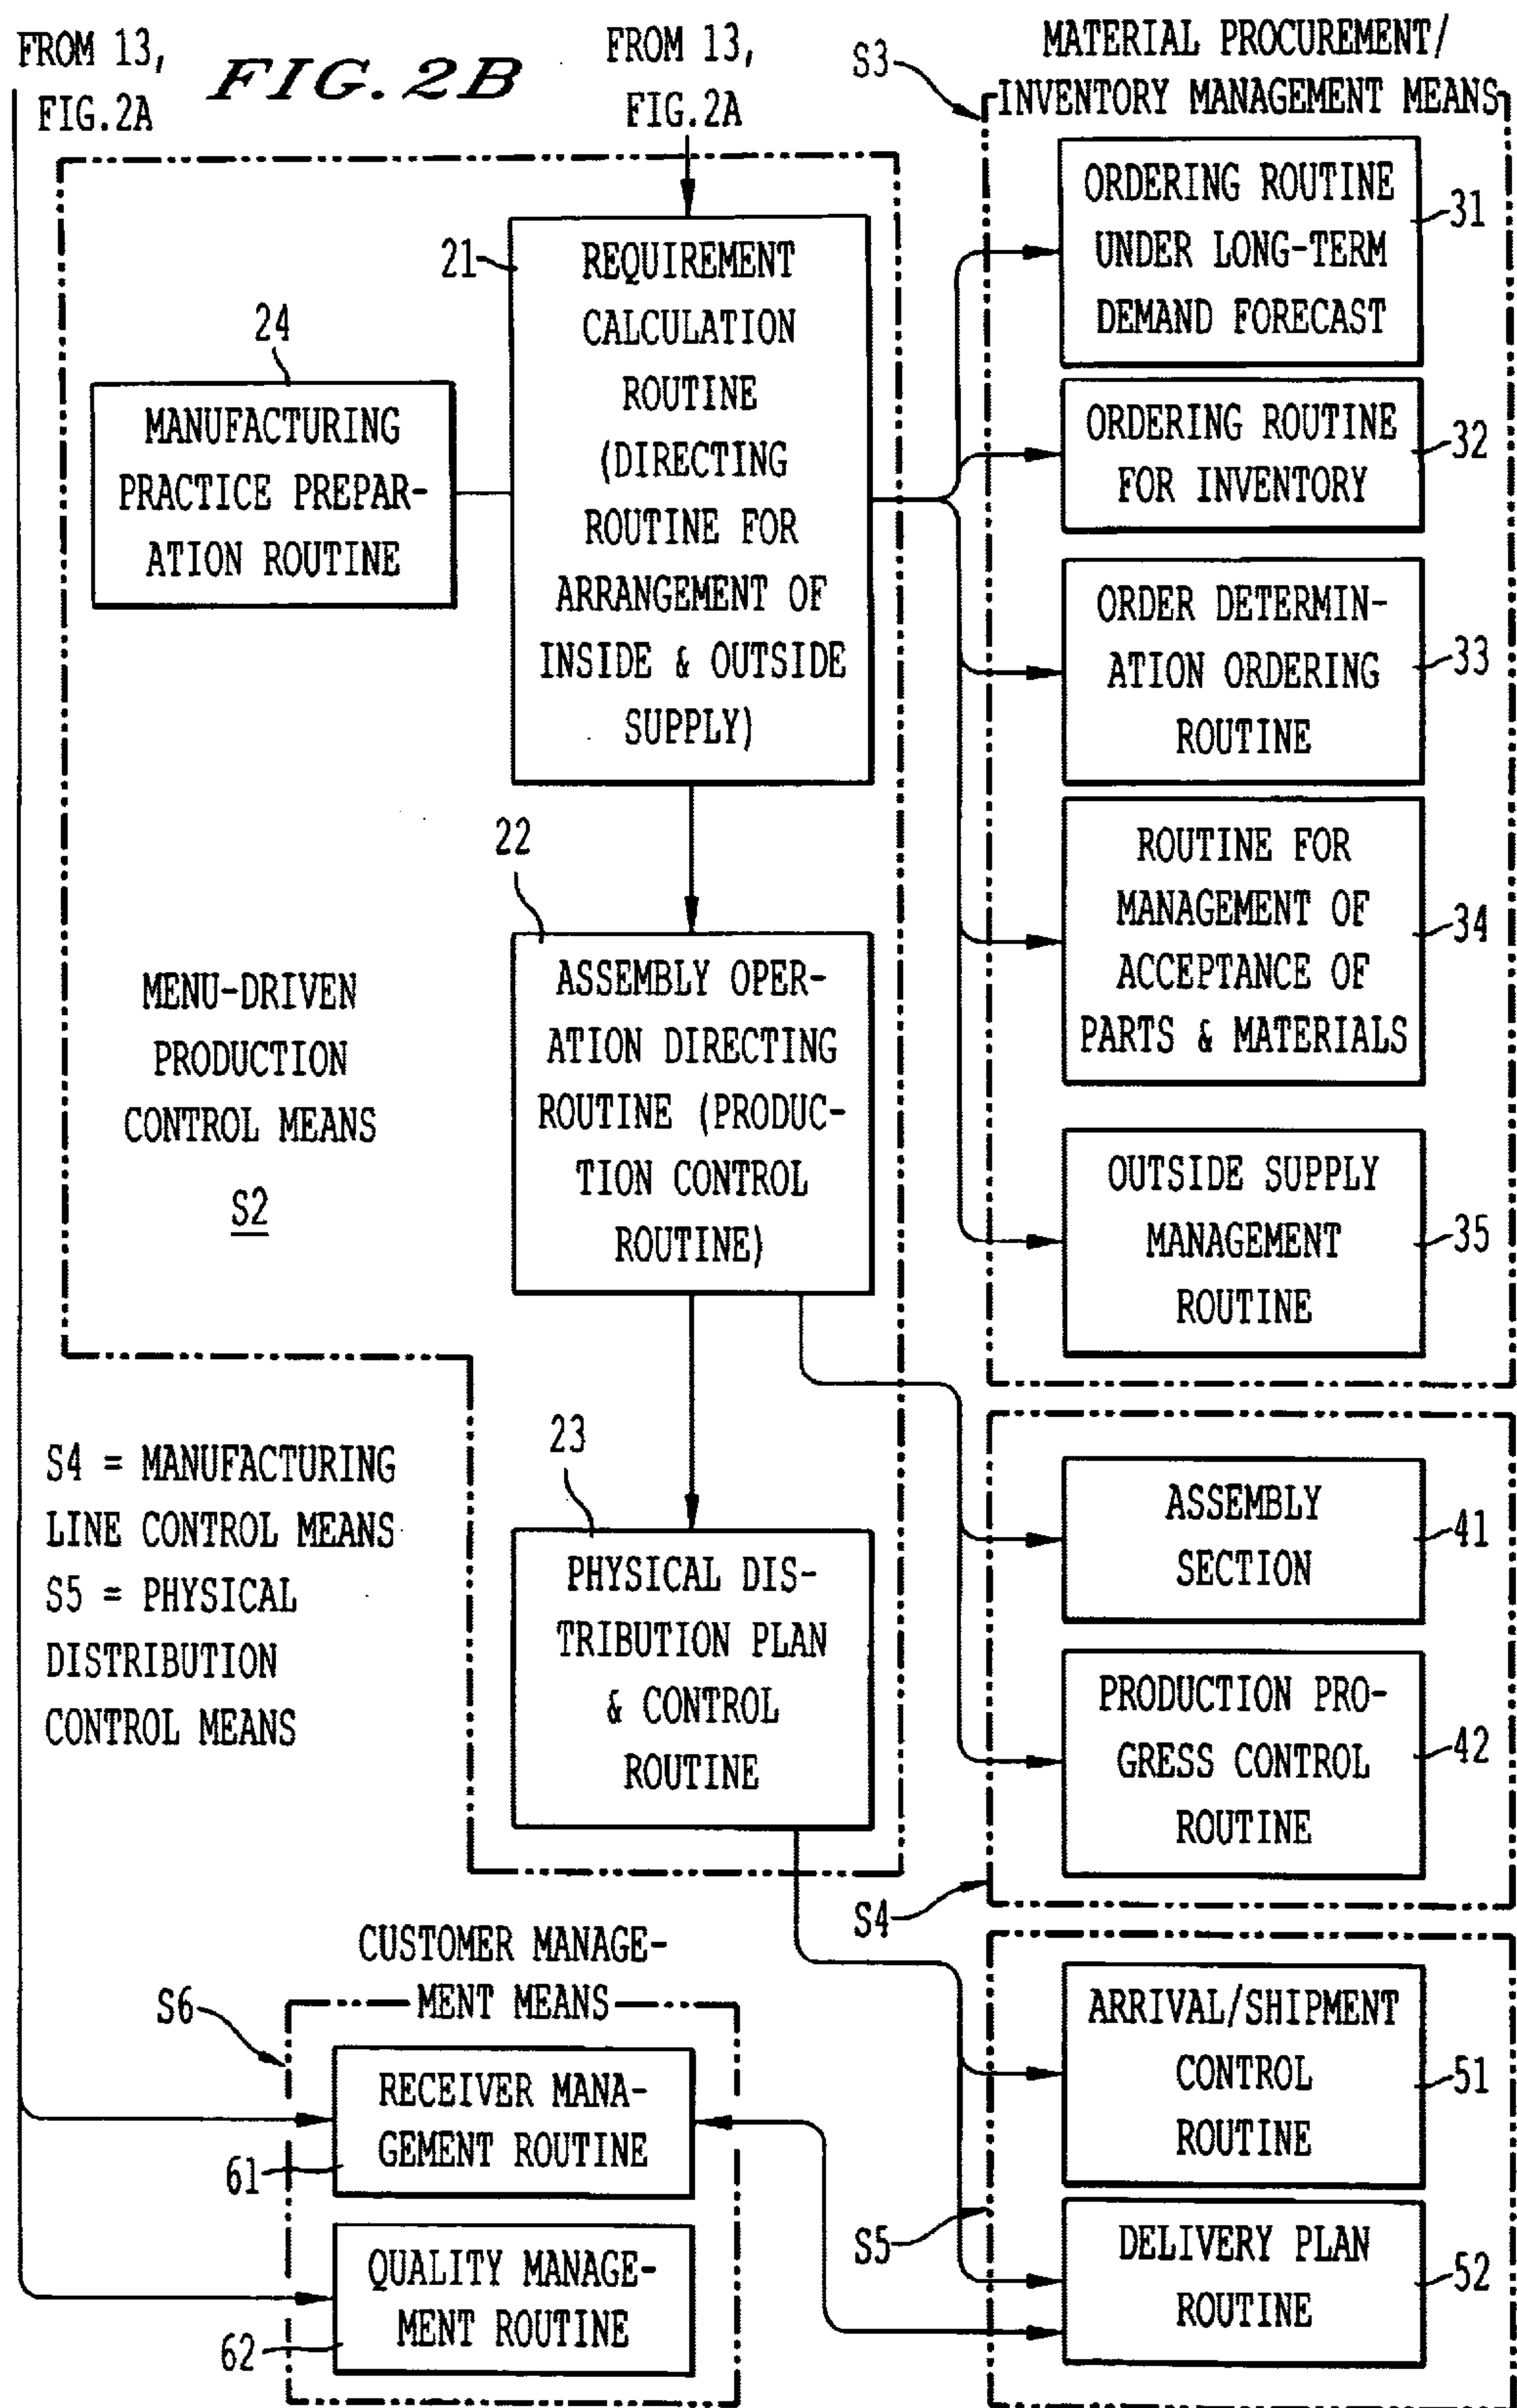 FROM 13,
FIG.2A
FIG.2B
FROM 13,
FIG.2A
S3
MATERIAL PROCUREMENT/
INVENTORY MANAGEMENT MEANS
24
MANUFACTURING
PRACTICE PREPAR-
ATION ROUTINE
21
REQUIREMENT
CALCULATION
ROUTINE
(DIRECTING
ROUTINE FOR
ARRANGEMENT OF
INSIDE & OUTSIDE
SUPPLY)
ORDERING ROUTINE
UNDER LONG-TERM
DEMAND FORECAST
31
ORDERING ROUTINE
FOR INVENTORY
32
ORDER DETERMIN-
ATION ORDERING
ROUTINE
33
ROUTINE FOR
MANAGEMENT OF
ACCEPTANCE OF
PARTS & MATERIALS
34
OUTSIDE SUPPLY
MANAGEMENT
ROUTINE
35
MENU-DRIVEN
PRODUCTION
CONTROL MEANS
S2
22
ASSEMBLY OPER-
ATION DIRECTING
ROUTINE (PRODUC-
TION CONTROL
ROUTINE)
S4 = MANUFACTURING
LINE CONTROL MEANS
S5 = PHYSICAL
DISTRIBUTION
CONTROL MEANS
23
PHYSICAL DIS-
TRIBUTION PLAN
& CONTROL
ROUTINE
ASSEMBLY
SECTION
41
PRODUCTION PRO-
GRESS CONTROL
ROUTINE
42
S4
CUSTOMER MANAGE-
MENT MEANS
S6
RECEIVER MANA-
GEMENT ROUTINE
61
QUALITY MANAGE-
MENT ROUTINE
62
ARRIVAL/SHIPMENT
CONTROL
ROUTINE
51
S5
DELIVERY PLAN
ROUTINE
52